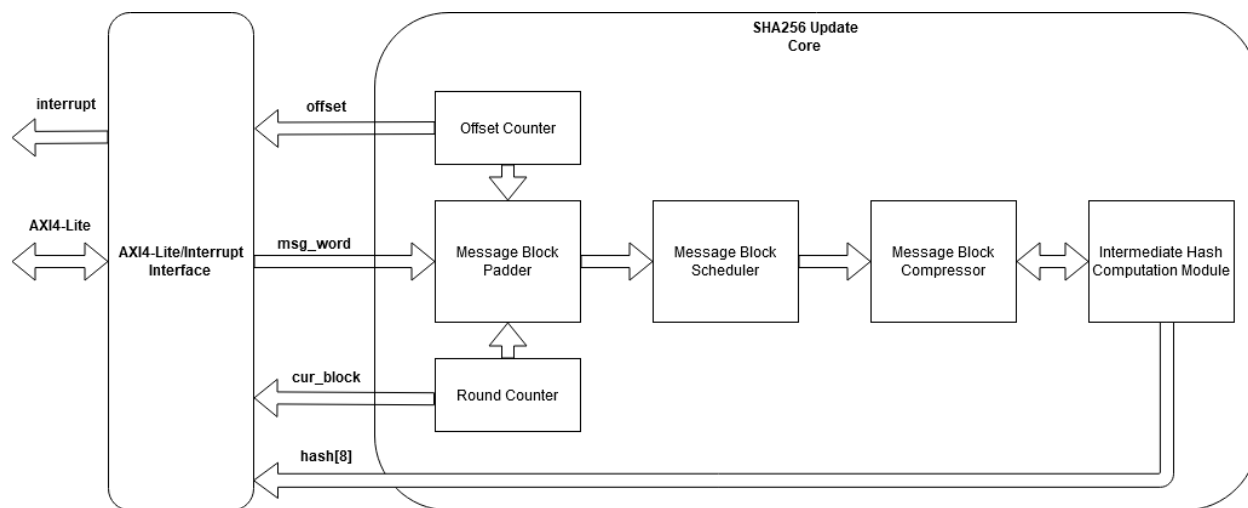 SHA256 Update
Core
interrupt
offset
Offset Counter
AXI4-Lite
AXI4-Lite/Interrupt
Interface
msg_word
Message Block
Padder
Message Block
Scheduler
Message Block
Compressor
Intermediate Hash
Computation Module
cur_block
Round Counter
hash[8]